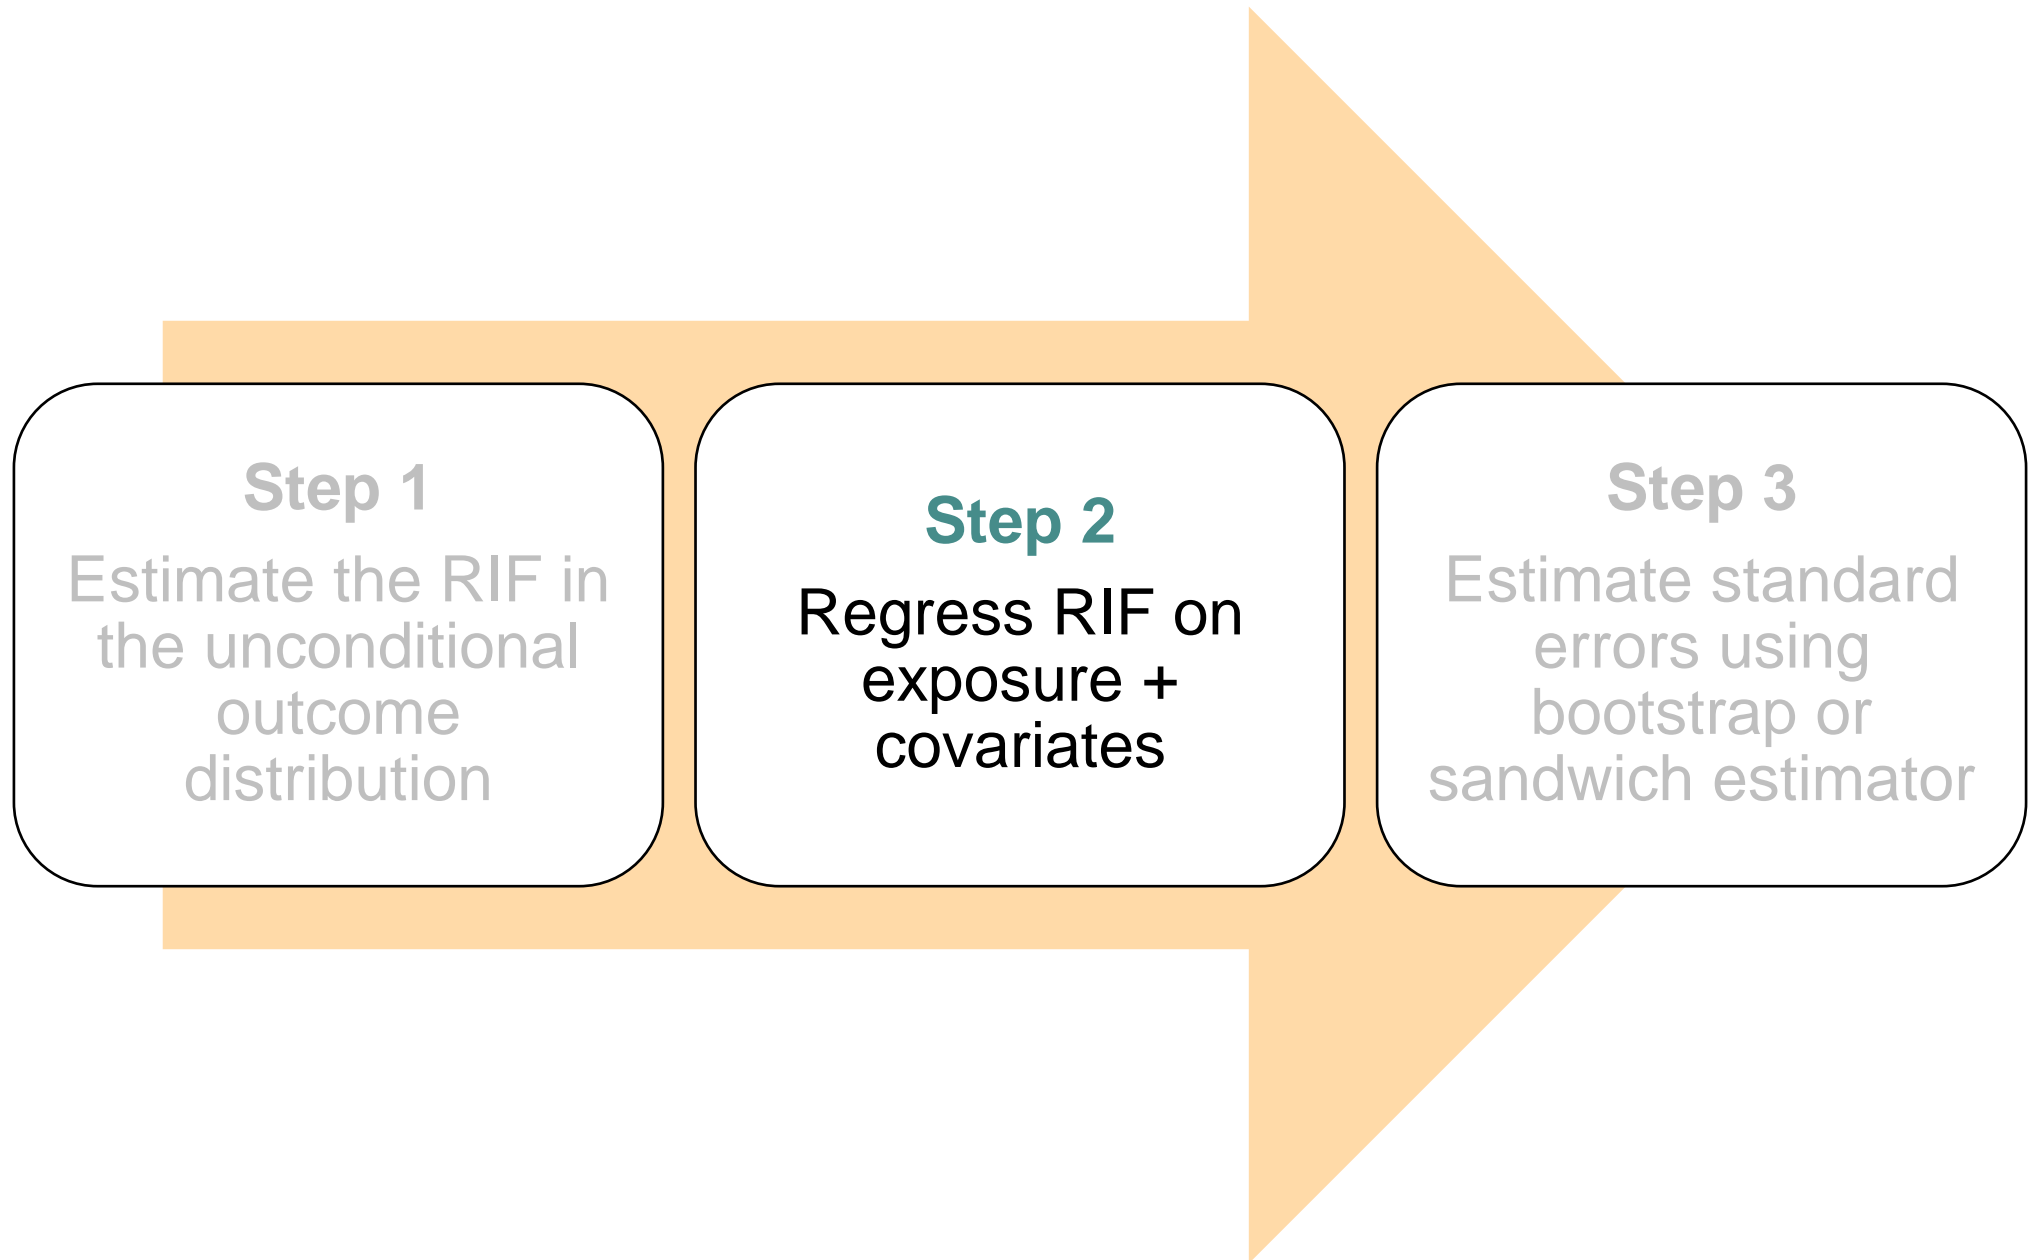 Step 1
Estimate the RIF in
the unconditional
outcome
distribution
Step 2
Regress RIF on
exposure +
covariates
Step 3
Estimate standard
errors using
bootstrap or
sandwich estimator